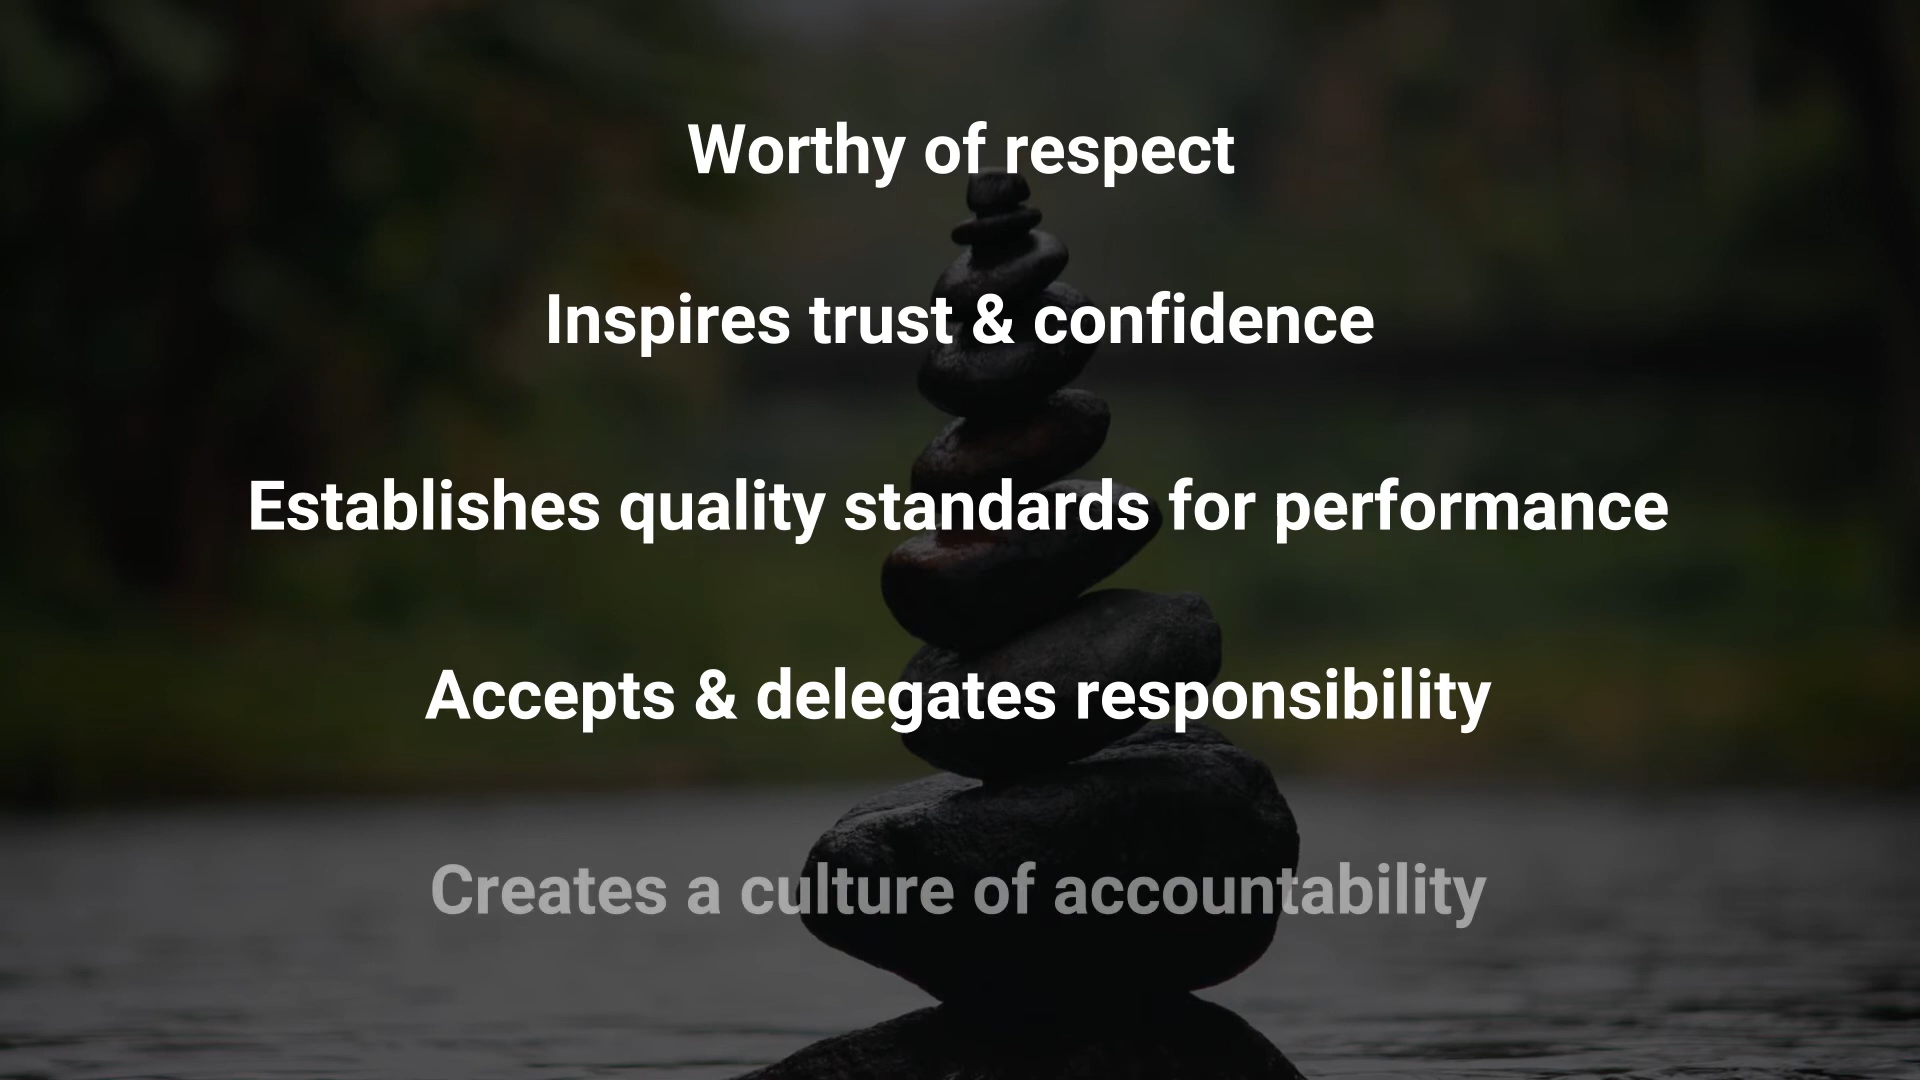 Worthy of respect
Inspires trust & confidence
Establishes quality standards for performance
Accepts & delegates responsibility
Creates a culture of accountability